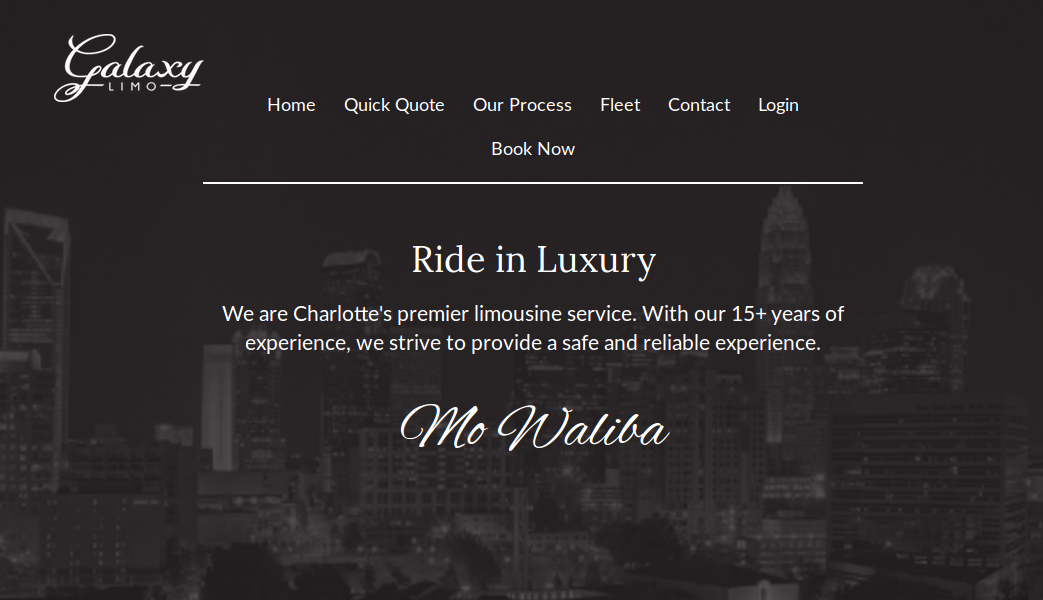 Galaxy
LIMO
Home Quick Quote Our Process Fleet Contact Login
Book Now
Ride in Luxury
We are Charlotte's premier limousine service. With our 15+ years of
experience, we strive to provide a safe and reliable experience.
Mo Waliba